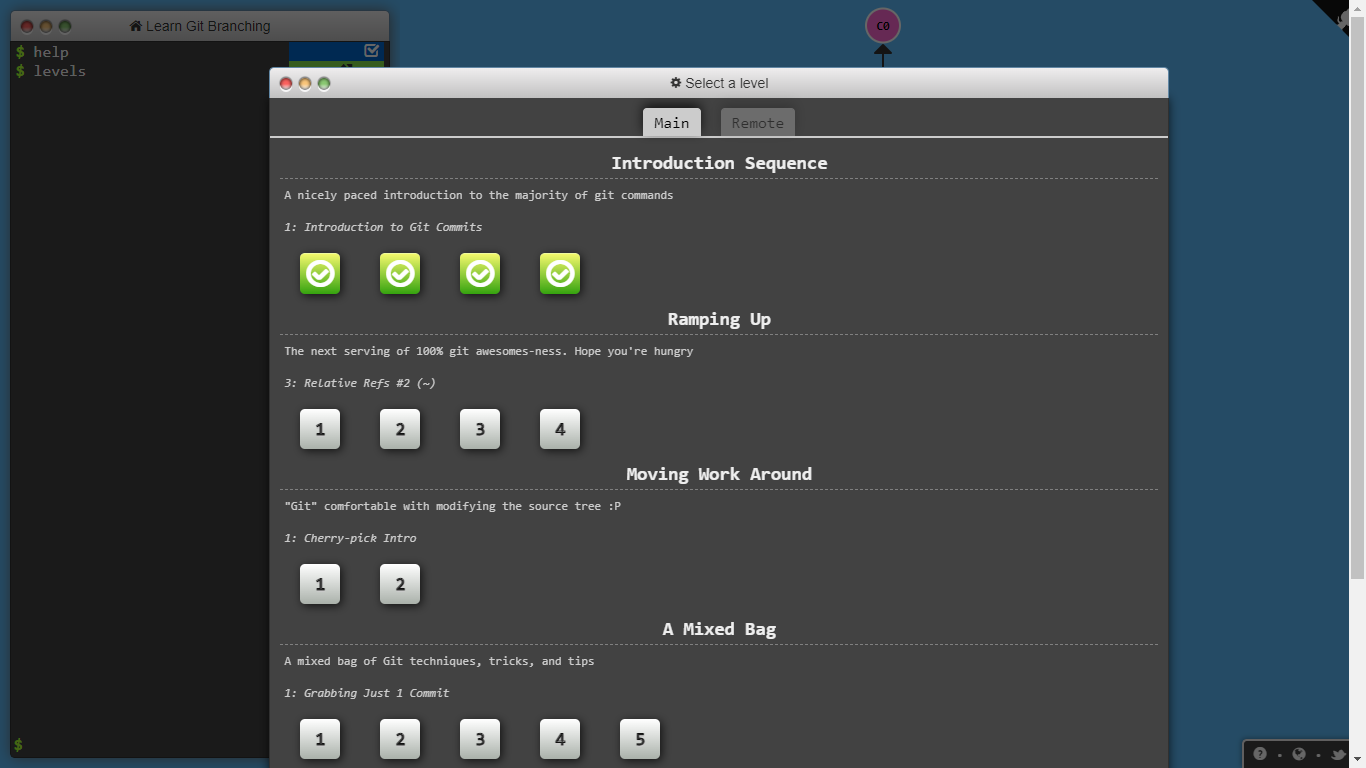 Learn Git Branching
$ help
$ levels
C0
Select a level
Main Remote
Introduction Sequence
A nicely paced introduction to the majority of git commands
1: Introduction to Git Commits
Ramping Up
The next serving of 100% git awesomes-ness. Hope you're hungry
3: Relative Refs #2 (~)
1 2 3 4
Moving Work Around
"Git" comfortable with modifying the source tree :P
1: Cherry-pick Intro
1 2
A Mixed Bag
A mixed bag of Git techniques, tricks, and tips
1: Grabbing Just 1 Commit
1 2 3 4 5
$